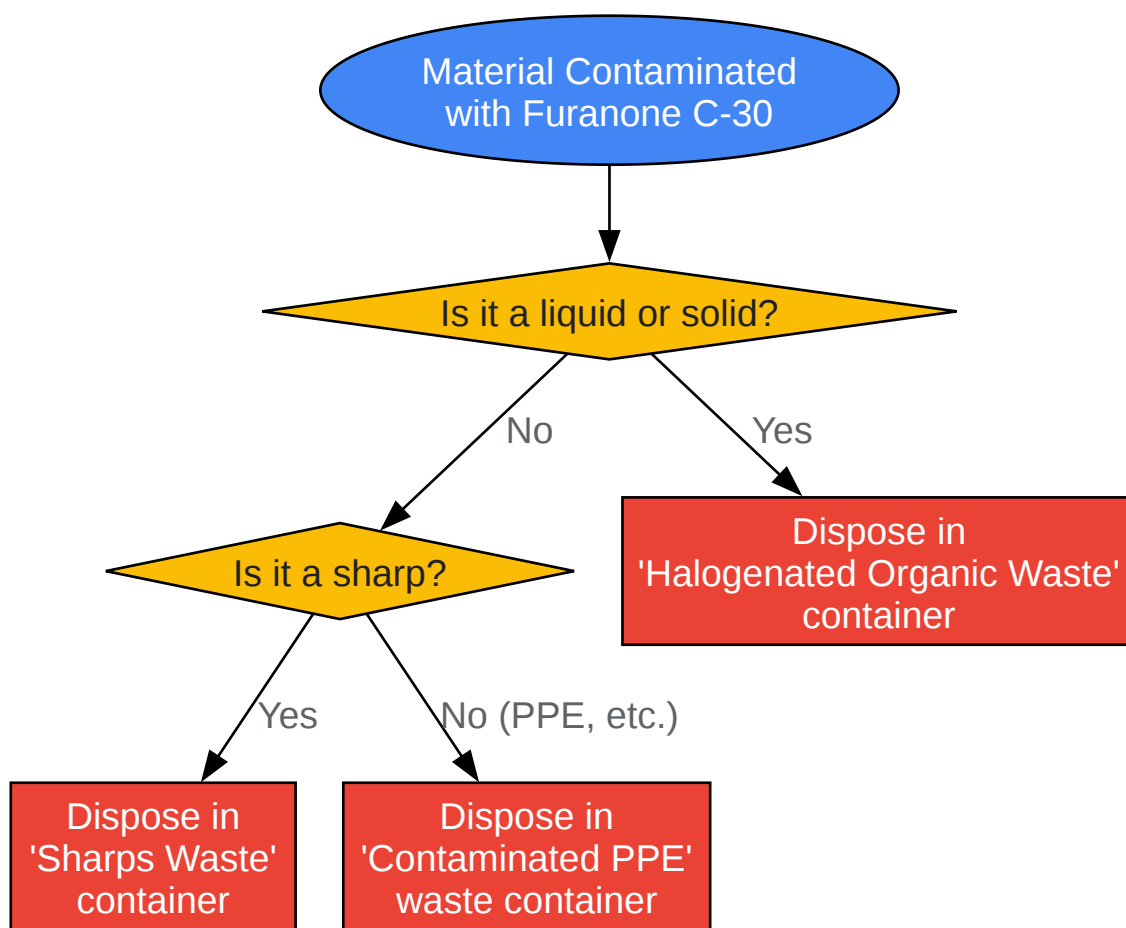 Material Contaminated
with Furanone C-30
Is it a liquid or solid?
No
Yes
Dispose in
'Halogenated Organic Waste'
container
Is it a sharp?
Yes
No (PPE, etc.)
Dispose in
'Sharps Waste'
container
Dispose in
'Contaminated PPE'
waste container